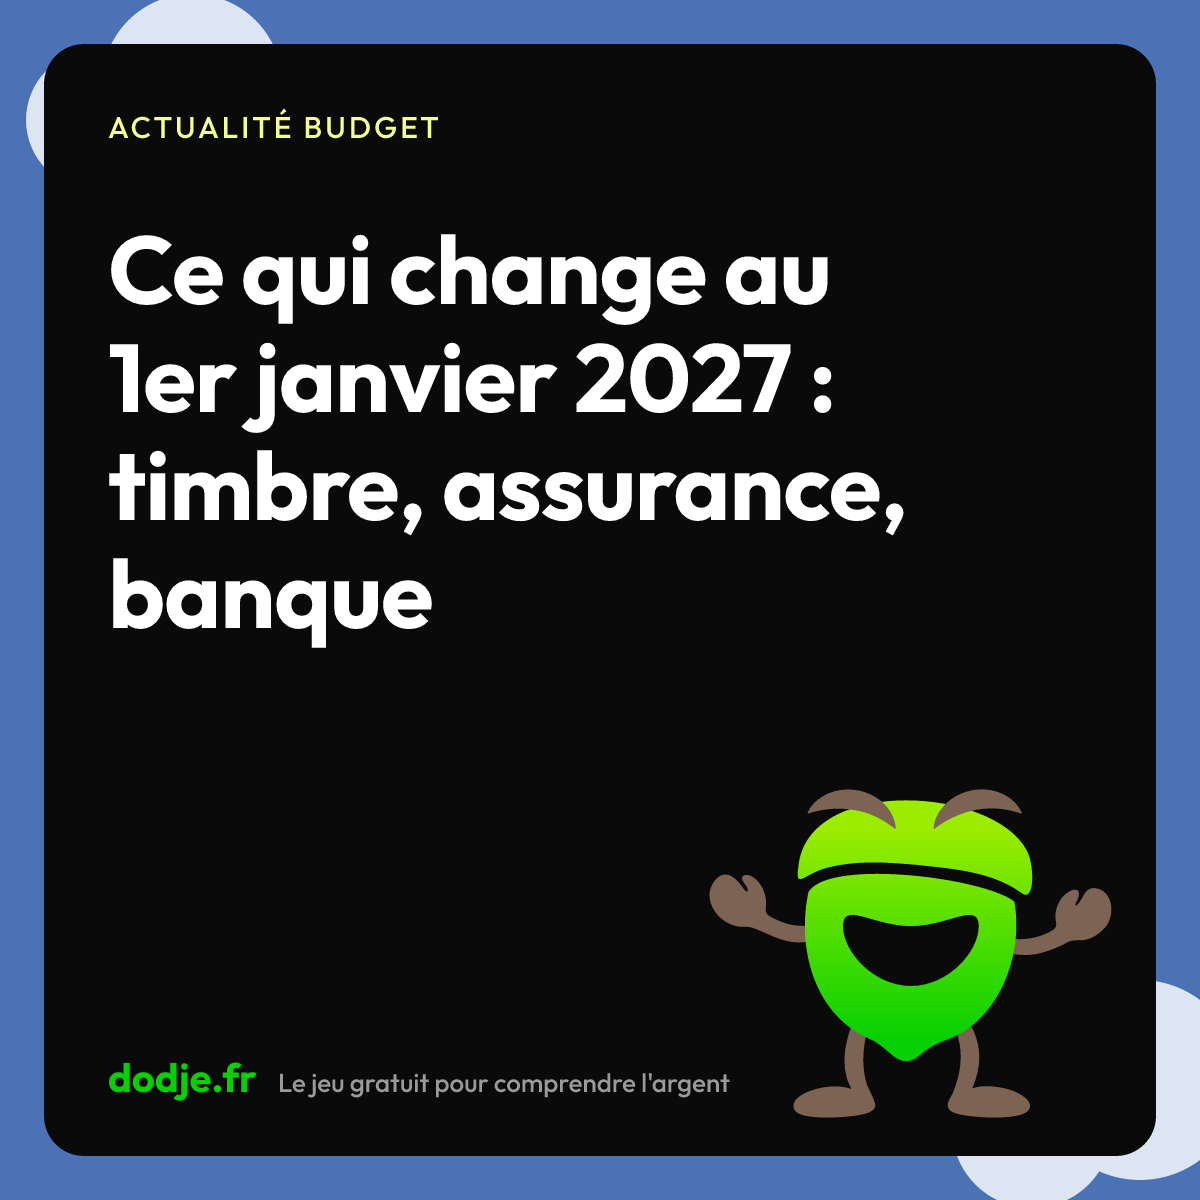 ACTUALITÉ BUDGET
Ce qui change au
1er janvier 2027 :
timbre, assurance,
banque
dodje.fr Le jeu gratuit pour comprendre l'argent